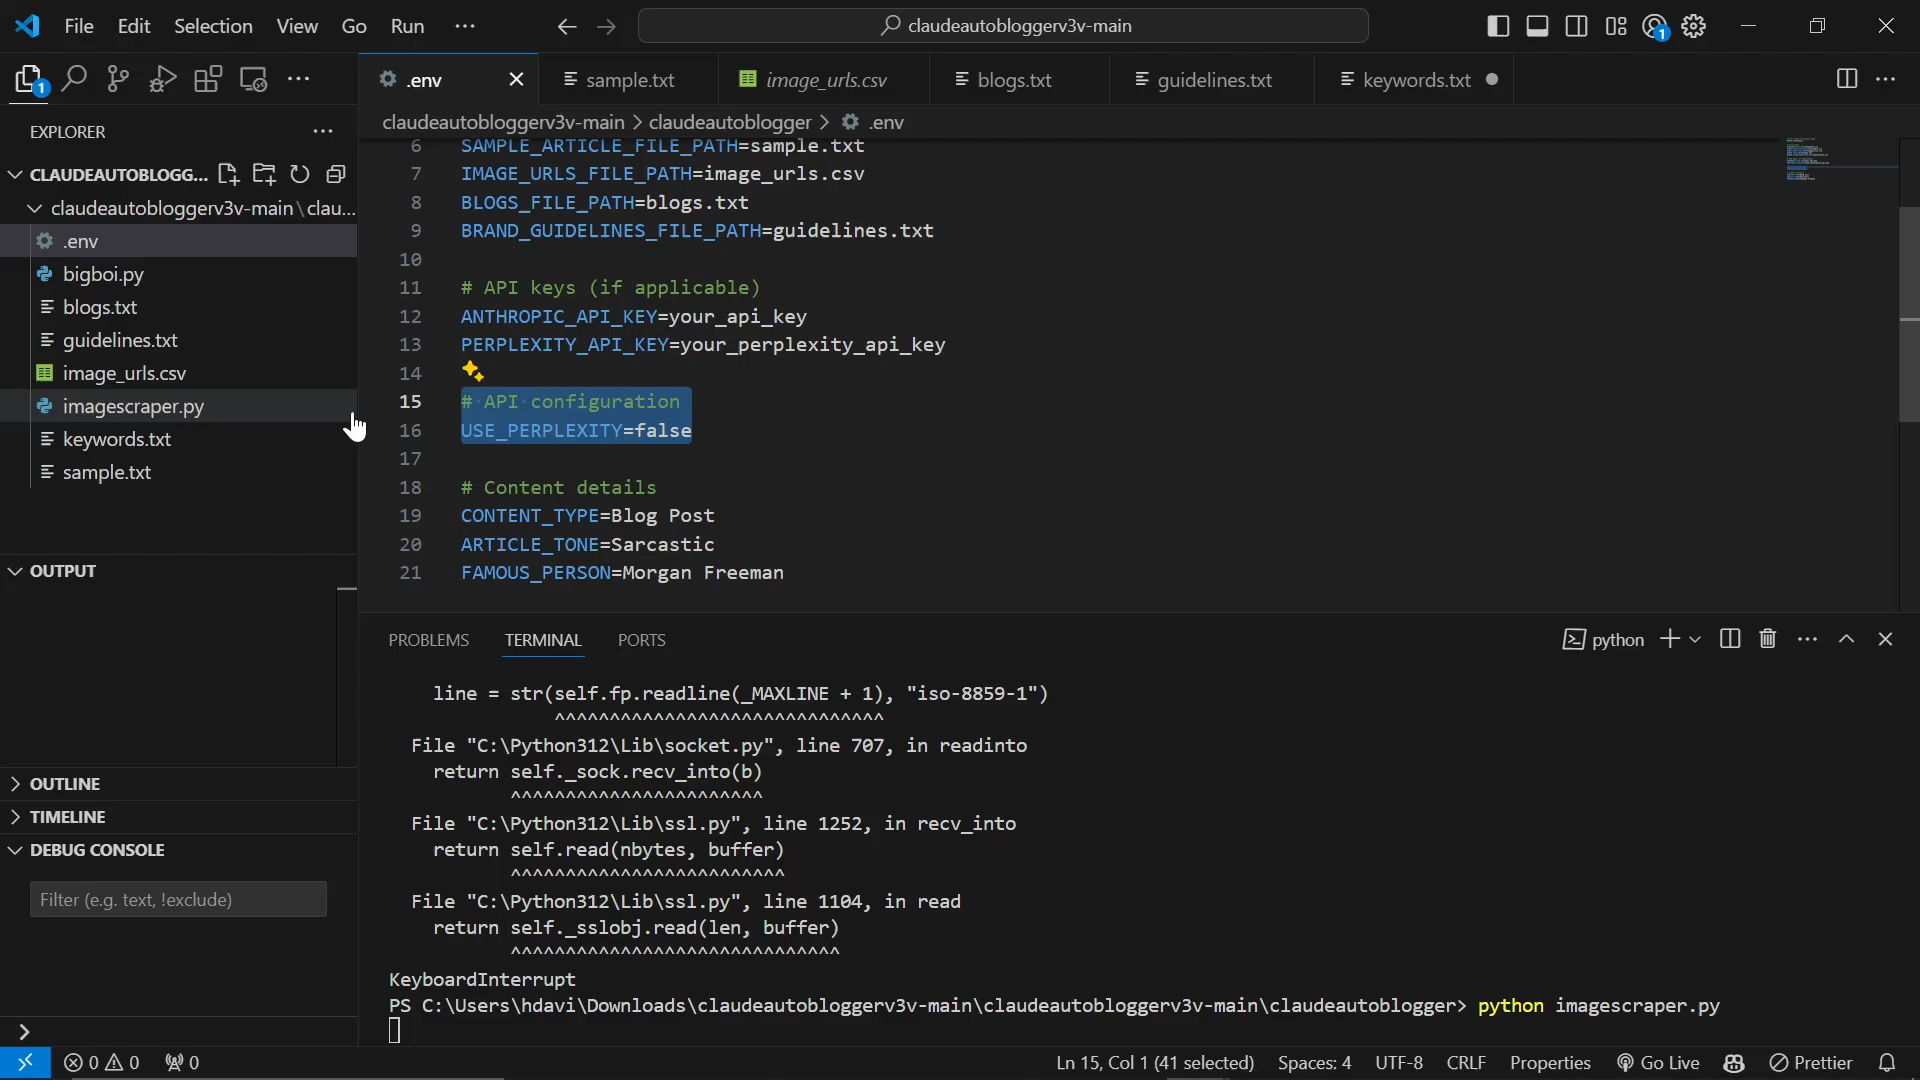 File Edit Selection View Go Run ...
claudeautobloggerv3v-main
1
1
.env
sample.txt
image_urls.csv
blogs.txt
guidelines.txt
keywords.txt
EXPLORER
claudeautobloggerv3v-main > claudeautoblogger > .env
CLAUDEAUTOBLOGG...
claudeautobloggerv3v-main\clau...
.env
bigboi.py
blogs.txt
guidelines.txt
image_urls.csv
imagescraper.py
keywords.txt
sample.txt
6 SAMPLE_ARTICLE_FILE_PATH=sample.txt
7 IMAGE_URLS_FILE_PATH=image_urls.csv
8 BLOGS_FILE_PATH=blogs.txt
9 BRAND_GUIDELINES_FILE_PATH=guidelines.txt
10
11 # API keys (if applicable)
12 ANTHROPIC_API_KEY=your_api_key
13 PERPLEXITY_API_KEY=your_perplexity_api_key
14
15 # API configuration
16 USE_PERPLEXITY=false
17
18 # Content details
19 CONTENT_TYPE=Blog Post
20 ARTICLE_TONE=Sarcastic
21 FAMOUS_PERSON=Morgan Freeman
OUTPUT
OUTLINE
TIMELINE
DEBUG CONSOLE
Filter (e.g. text, !exclude)
PROBLEMS TERMINAL PORTS
python
line = str(self.fp.readline(_MAXLINE + 1), "iso-8859-1")
^^^^^^^^^^^^^^^^^^^^^^^^^^^^^^
File "C:\Python312\Lib\socket.py", line 707, in readinto
return self._sock.recv_into(b)
^^^^^^^^^^^^^^^^^^^^^^^
File "C:\Python312\Lib\ssl.py", line 1252, in recv_into
return self.read(nbytes, buffer)
^^^^^^^^^^^^^^^^^^^^^^^^^
File "C:\Python312\Lib\ssl.py", line 1104, in read
return self._sslobj.read(len, buffer)
^^^^^^^^^^^^^^^^^^^^^^^^^^^^^^
KeyboardInterrupt
PS C:\Users\hdavi\Downloads\claudeautobloggerv3v-main\claudeautobloggerv3v-main\claudeautoblogger> python imagescraper.py
0 0 0
Ln 15, Col 1 (41 selected) Spaces: 4 UTF-8 CRLF Properties Go Live Prettier